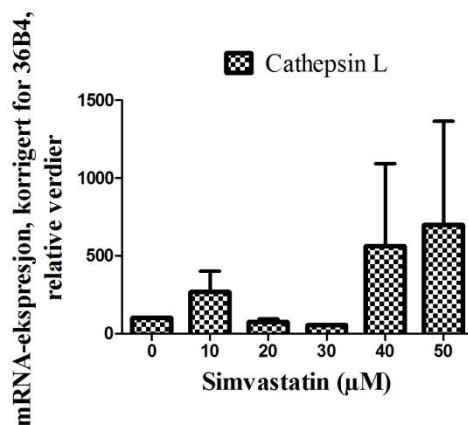 mRNA-ekspresjon, korrigert for 36B4,
relative verdier
Cathepsin L
1500
1000
500
0
0 10 20 30 40 50
Simvastatin (µM)